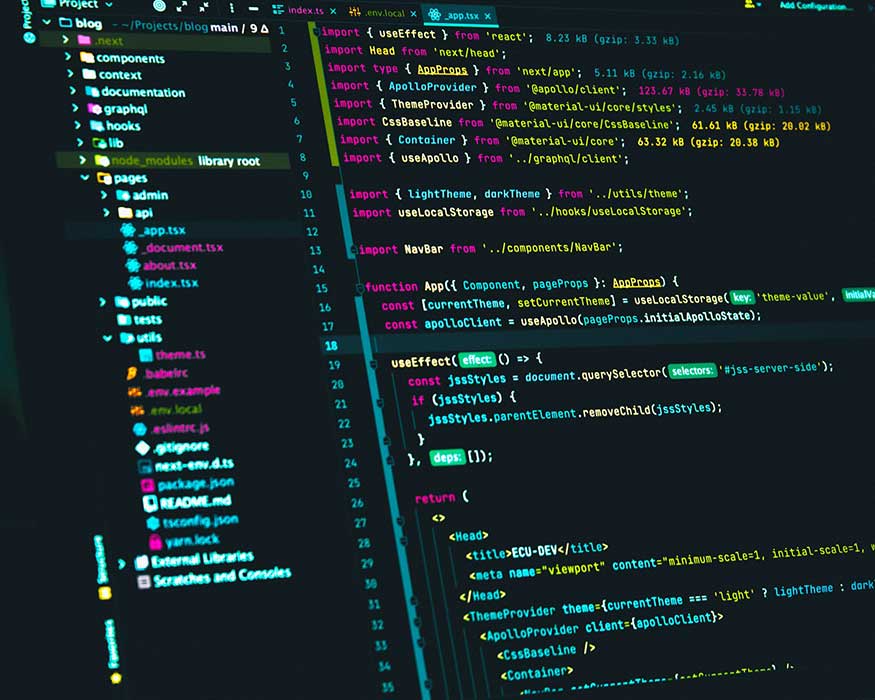 Project
index.ts × .env.local × _app.tsx ×
Add Configuration...
blog ~/Projects/blog main / 9 Δ
.next
components
context
documentation
graphql
hooks
lib
node_modules library root
pages
admin
api
_app.tsx
_document.tsx
about.tsx
index.tsx
public
tests
utils
theme.ts
.babelrc
.env.example
.env.local
.eslintrc.js
.gitignore
next-env.d.ts
package.json
README.md
tsconfig.json
yarn.lock
External Libraries
Scratches and Consoles
Structure
Favorites
1 import { useEffect } from 'react'; 8.23 kB (gzip: 3.33 kB)
2 import Head from 'next/head';
3 import type { AppProps } from 'next/app'; 5.11 kB (gzip: 2.16 kB)
4 import { ApolloProvider } from '@apollo/client'; 123.67 kB (gzip: 33.78 kB)
5 import { ThemeProvider } from '@material-ui/core/styles'; 2.45 kB (gzip: 1.15 kB)
6 import CssBaseline from '@material-ui/core/CssBaseline'; 61.61 kB (gzip: 20.02 kB)
7 import { Container } from '@material-ui/core'; 63.32 kB (gzip: 20.38 kB)
8 import { useApollo } from '../graphql/client';
9
10 import { lightTheme, darkTheme } from '../utils/theme';
11 import useLocalStorage from '../hooks/useLocalStorage';
12
13 import NavBar from '../components/NavBar';
14
15 function App({ Component, pageProps }: AppProps) {
16 const [currentTheme, setCurrentTheme] = useLocalStorage( key: 'theme-value',
17 const apolloClient = useApollo(pageProps.initialApolloState);
18
19 useEffect( effect: () => {
20 const jssStyles = document.querySelector( selectors: '#jss-server-side');
21 if (jssStyles) {
22 jssStyles.parentElement.removeChild(jssStyles);
23 }
24 }, deps: []);
25
26 return (
27 <>
28 <Head>
29 <title>ECU-DEV</title>
30 <meta name="viewport" content="minimum-scale=1, initial-scale=1,
31 </Head>
32 <ThemeProvider theme={currentTheme === 'light' ? lightTheme :
33 <ApolloProvider client={apolloClient}>
34 <CssBaseline />
35 <Container>